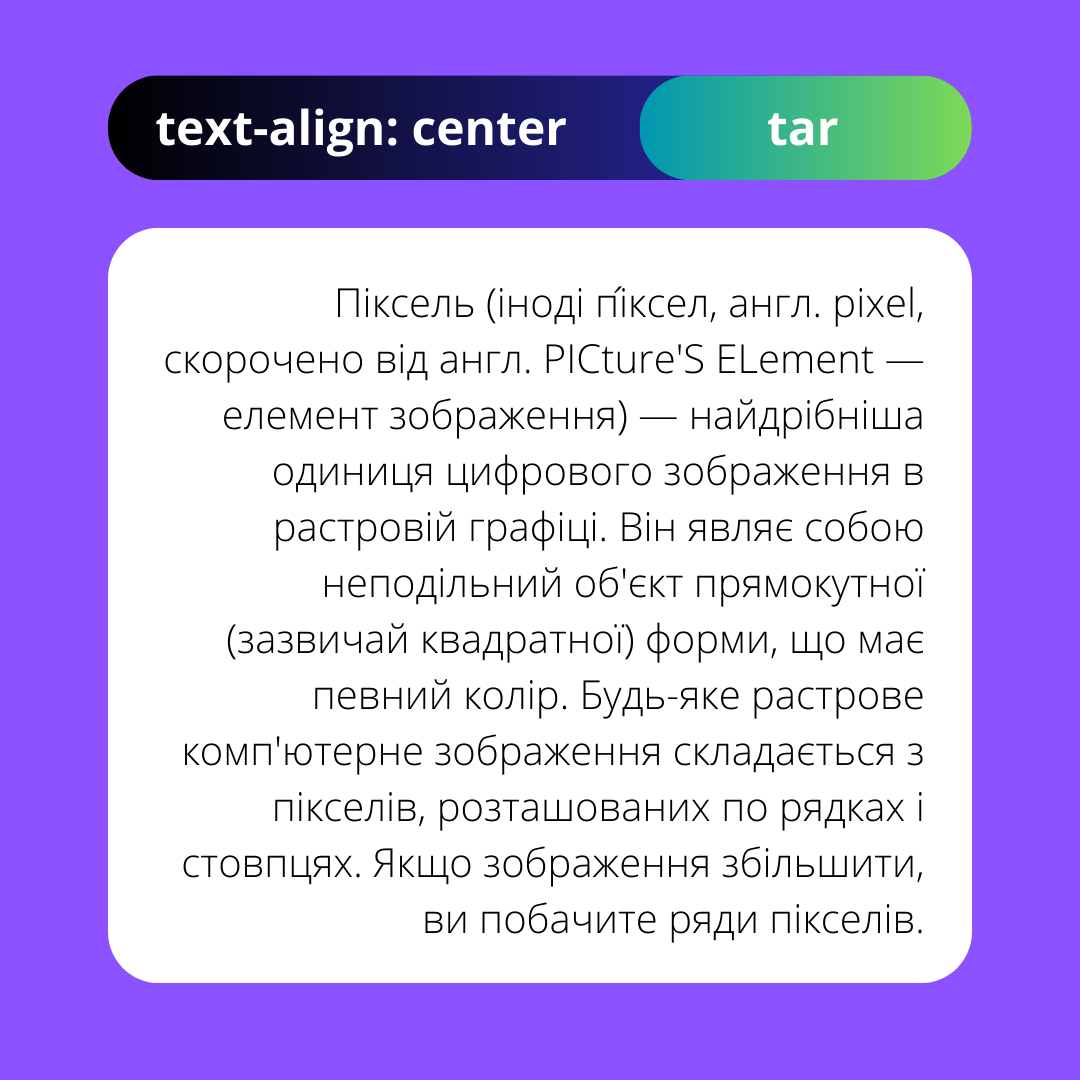 text-align: center
tar
Піксель (іноді пі́ксел, англ. pixel,
скорочено від англ. PICture'S ELement —
елемент зображення) — найдрібніша
одиниця цифрового зображення в
растровій графіці. Він являє собою
неподільний об'єкт прямокутної
(зазвичай квадратної) форми, що має
певний колір. Будь-яке растрове
комп'ютерне зображення складається з
пікселів, розташованих по рядках і
стовпцях. Якщо зображення збільшити,
ви побачите ряди пікселів.